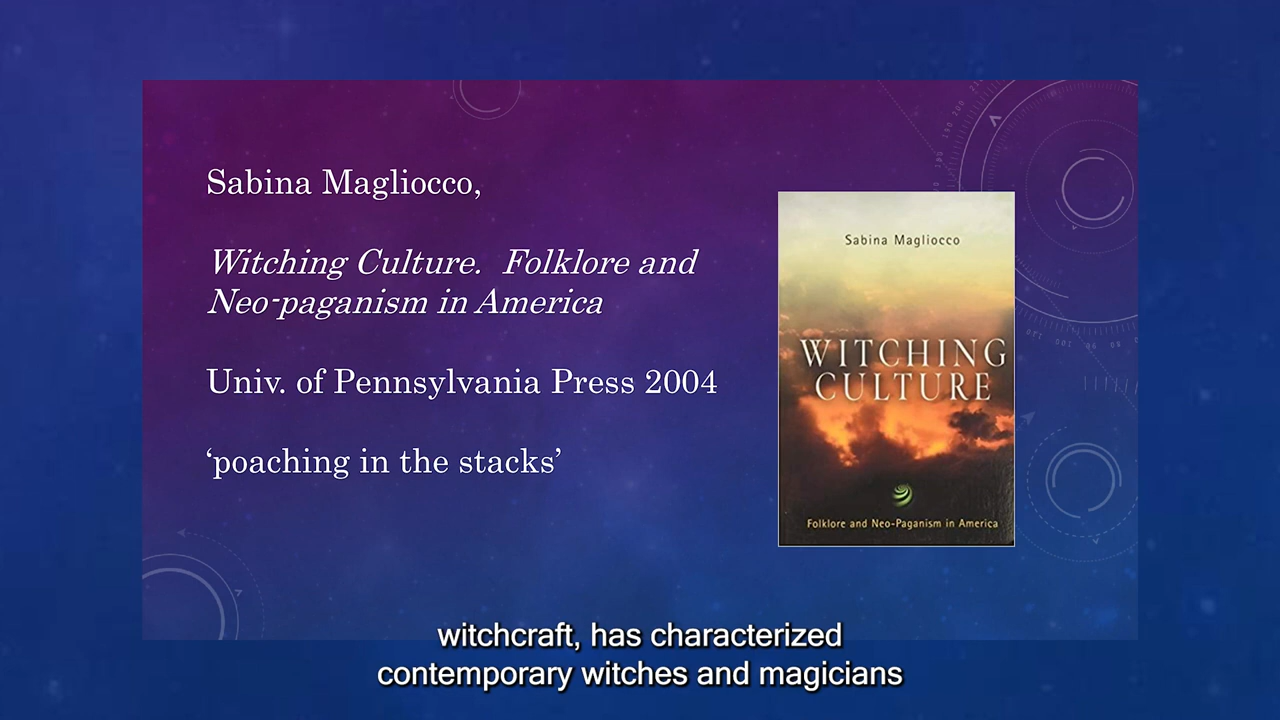 Sabina Magliocco,
Witching Culture. Folklore and
Neo-paganism in America
Univ. of Pennsylvania Press 2004
‘poaching in the stacks’
Sabina Magliocco
WITCHING
CULTURE
Folklore and Neo-Paganism in America
witchcraft, has characterized
contemporary witches and magicians